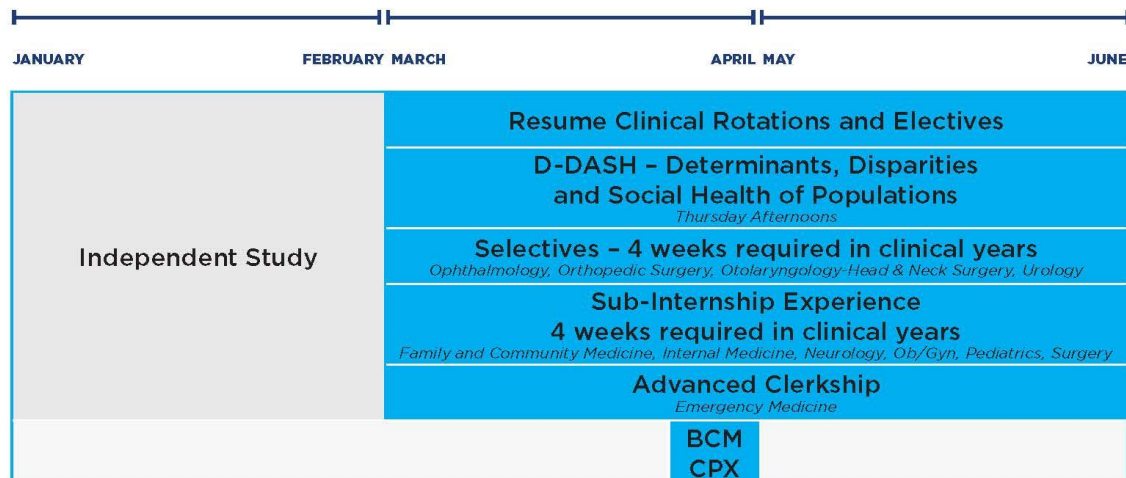 JANUARY FEBRUARY MARCH APRIL MAY JUNE
Independent Study
Resume Clinical Rotations and Electives
D-DASH – Determinants, Disparities
and Social Health of Populations
Thursday Afternoons
Selectives – 4 weeks required in clinical years
Ophthalmology, Orthopedic Surgery, Otolaryngology-Head & Neck Surgery, Urology
Sub-Internship Experience
4 weeks required in clinical years
Family and Community Medicine, Internal Medicine, Neurology, Ob/Gyn, Pediatrics, Surgery
Advanced Clerkship
Emergency Medicine
BCM
CPX